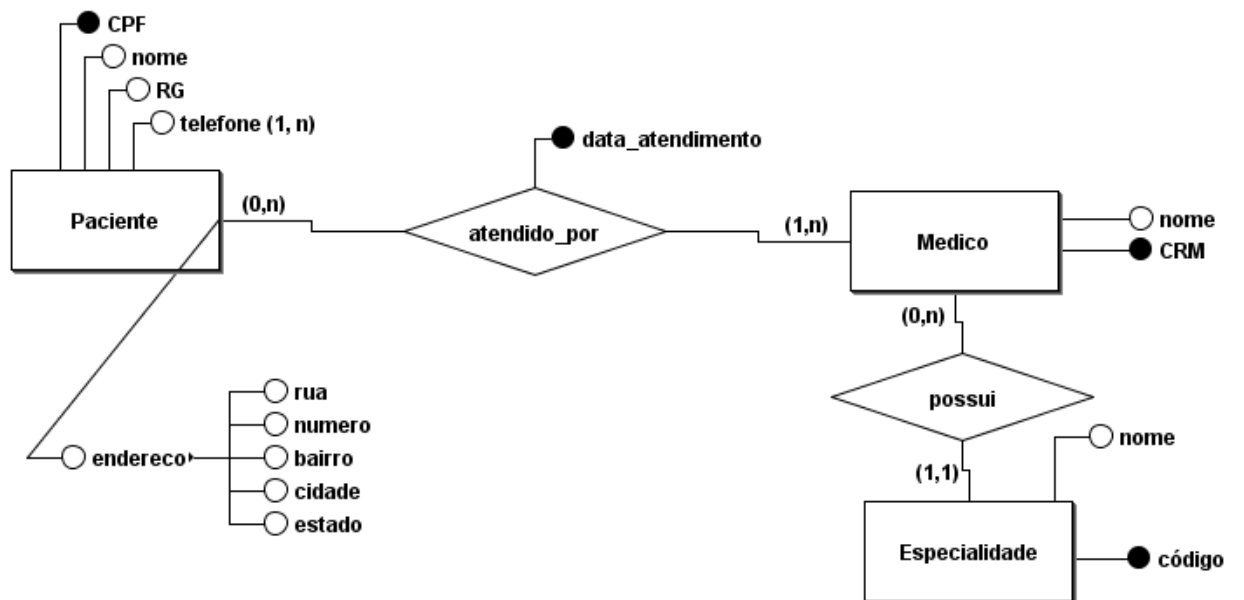 CPF
nome
RG
telefone (1, n)
Paciente
(0,n)
data_atendimento
atendido_por
(1,n)
Medico
nome
CRM
(0,n)
possui
(1,1)
nome
Especialidade
código
endereco
rua
numero
bairro
cidade
estado